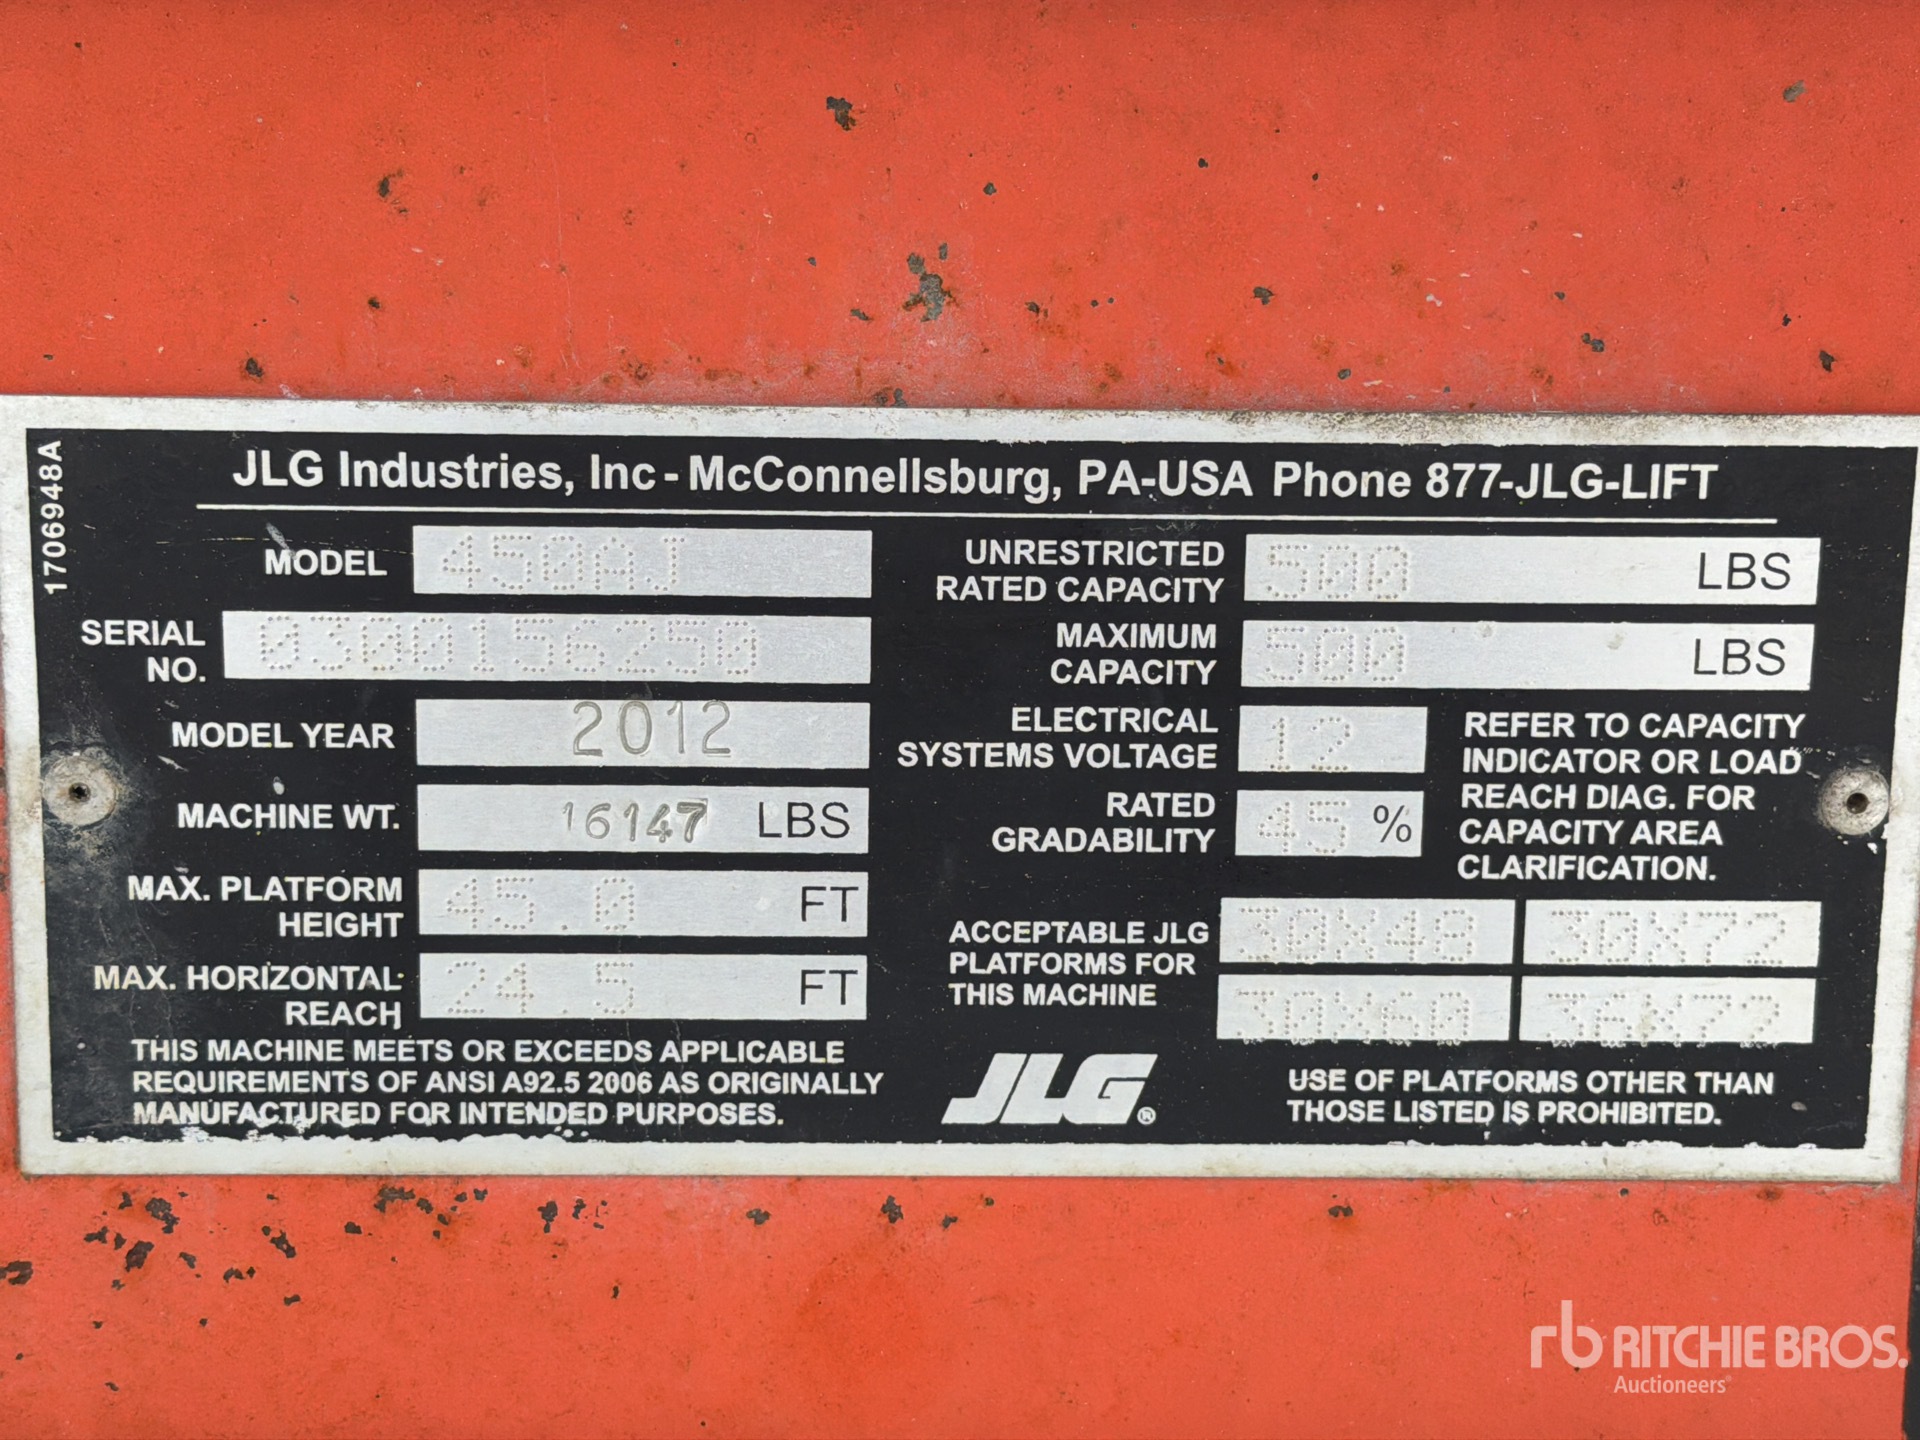 1706948A
JLG Industries, Inc - McConnellsburg, PA-USA Phone 877-JLG-LIFT
MODEL 450AJ
SERIAL
NO. 0300156250
MODEL YEAR 2012
MACHINE WT. 16147 LBS
MAX. PLATFORM
HEIGHT 45.0 FT
MAX. HORIZONTAL
REACH 24.5 FT
THIS MACHINE MEETS OR EXCEEDS APPLICABLE
REQUIREMENTS OF ANSI A92.5 2006 AS ORIGINALLY
MANUFACTURED FOR INTENDED PURPOSES.
UNRESTRICTED
RATED CAPACITY 500 LBS
MAXIMUM
CAPACITY 500 LBS
ELECTRICAL
SYSTEMS VOLTAGE 12
RATED
GRADABILITY 45 %
REFER TO CAPACITY
INDICATOR OR LOAD
REACH DIAG. FOR
CAPACITY AREA
CLARIFICATION.
ACCEPTABLE JLG
PLATFORMS FOR
THIS MACHINE
30X48 30X72
30X60 36X72
JLG®
USE OF PLATFORMS OTHER THAN
THOSE LISTED IS PROHIBITED.
rb RITCHIE BROS.
Auctioneers